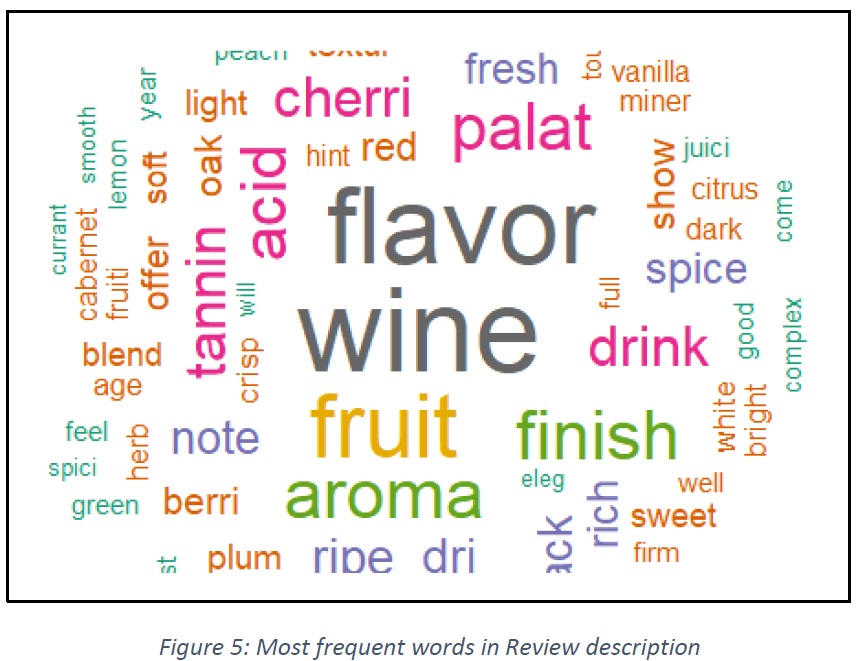 peach textur
fresh
vanilla
year
light
cherri
miner
palat
smooth
lemon
soft
oak
acid
hint
red
show
juici
citrus
come
dark
flavor
currant
cabernet
fruiti
offer
tannin
will
spice
full
wine
drink
good
complex
blend
age
crisp
fruit
finish
white
bright
feel
herb
note
spici
green
berri
aroma
eleg
rich
well
sweet
plum
ripe
dri
ack
firm
st
Figure 5: Most frequent words in Review description